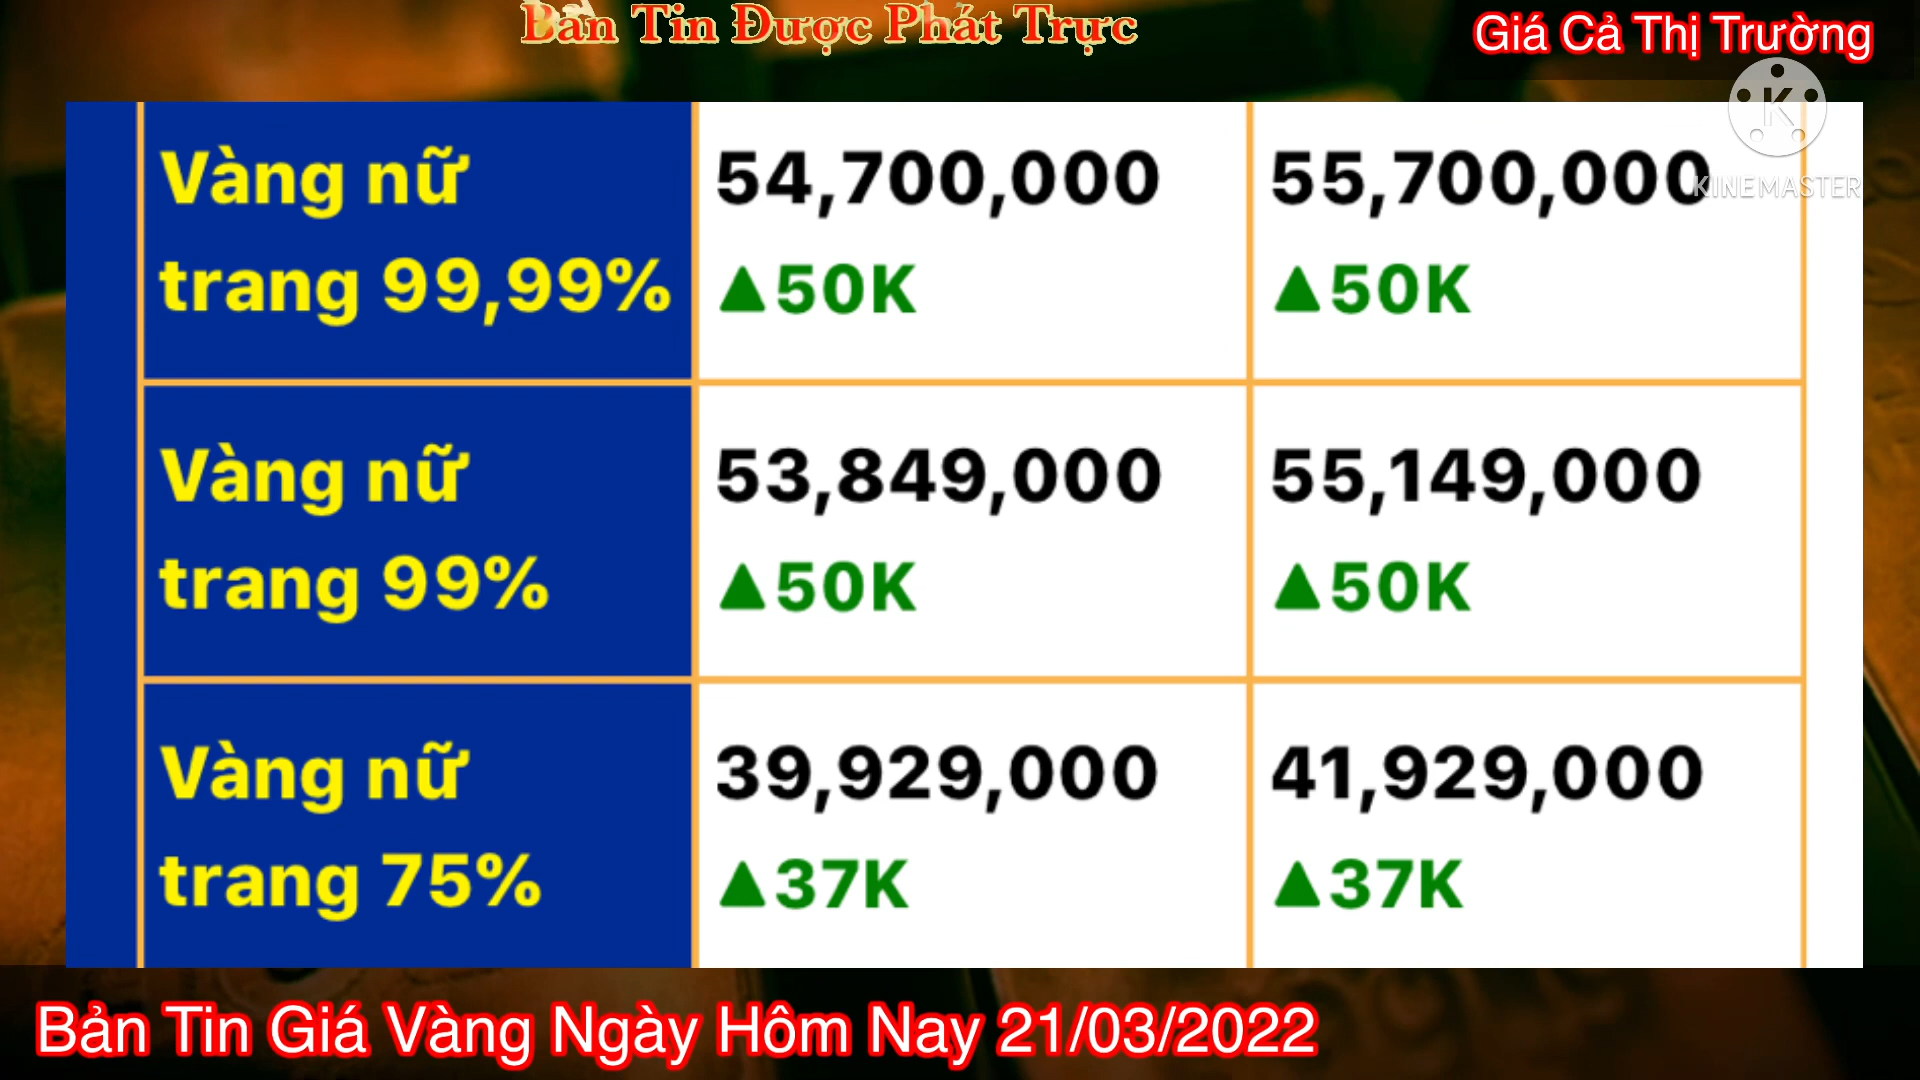 Bản Tin Được Phát Trực
Giá Cả Thị Trường
K
KINEMASTER
Vàng nữ
trang 99,99%
54,700,000
▲50K
55,700,000
▲50K
Vàng nữ
trang 99%
53,849,000
▲50K
55,149,000
▲50K
Vàng nữ
trang 75%
39,929,000
▲37K
41,929,000
▲37K
Bản Tin Giá Vàng Ngày Hôm Nay 21/03/2022